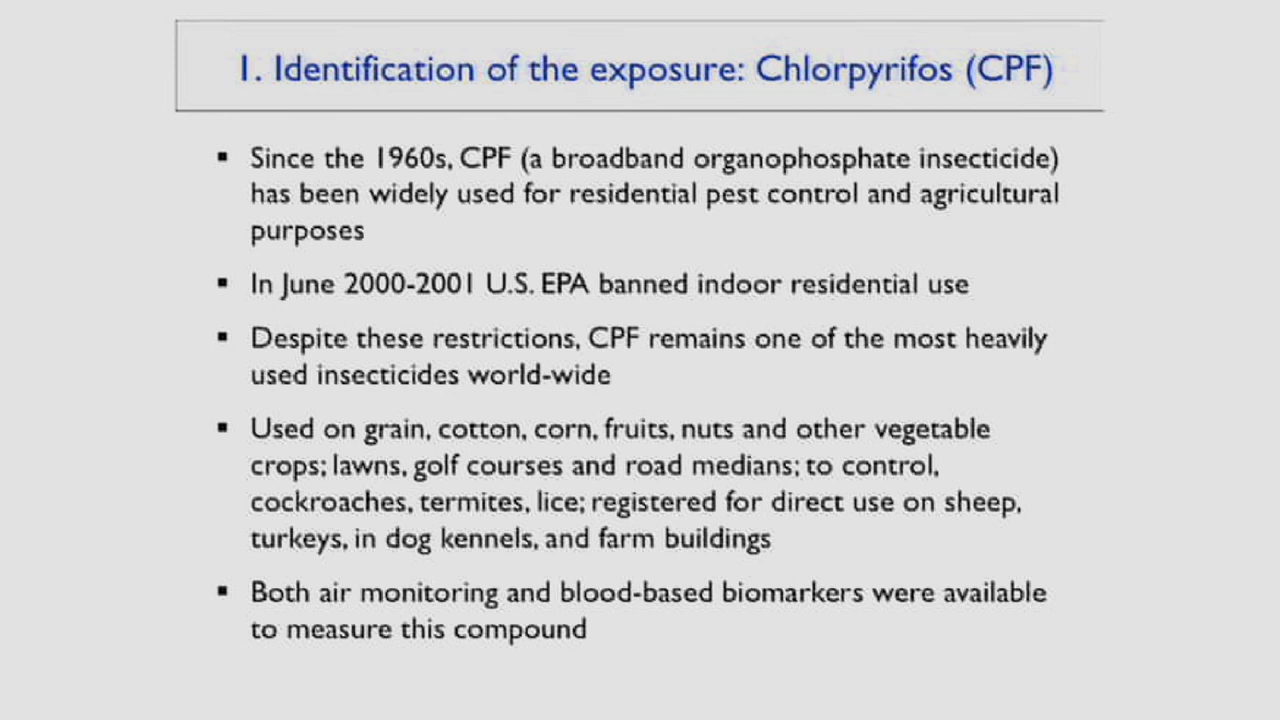 1. Identification of the exposure: Chlorpyrifos (CPF)
▪ Since the 1960s, CPF (a broadband organophosphate insecticide)
has been widely used for residential pest control and agricultural
purposes
▪ In June 2000-2001 U.S. EPA banned indoor residential use
▪ Despite these restrictions, CPF remains one of the most heavily
used insecticides world-wide
▪ Used on grain, cotton, corn, fruits, nuts and other vegetable
crops; lawns, golf courses and road medians; to control,
cockroaches, termites, lice; registered for direct use on sheep,
turkeys, in dog kennels, and farm buildings
▪ Both air monitoring and blood-based biomarkers were available
to measure this compound